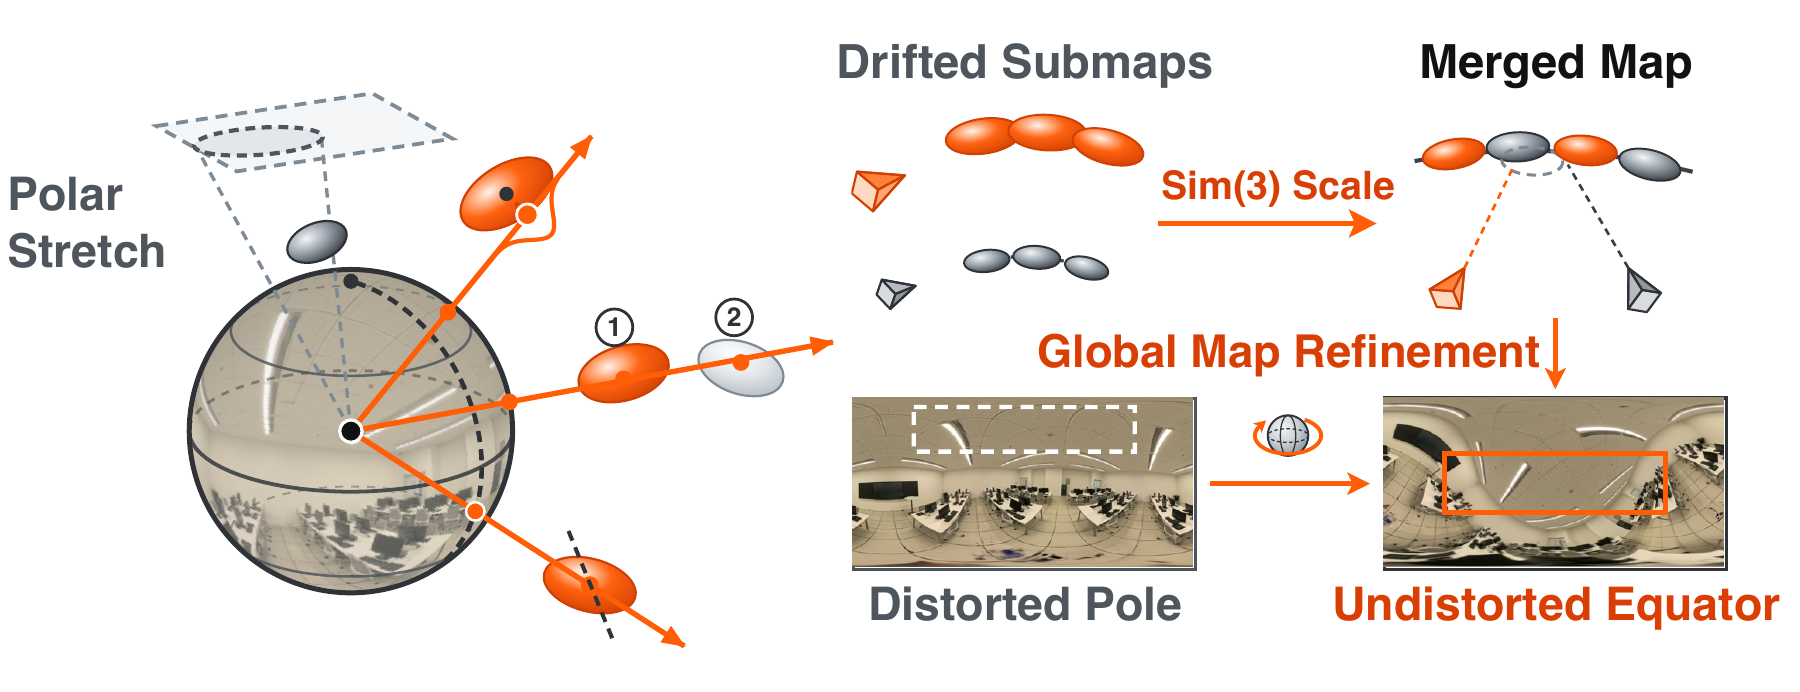 Polar
Stretch
1
2
Drifted Submaps
Merged Map
Sim(3) Scale
Global Map Refinement
Distorted Pole
Undistorted Equator